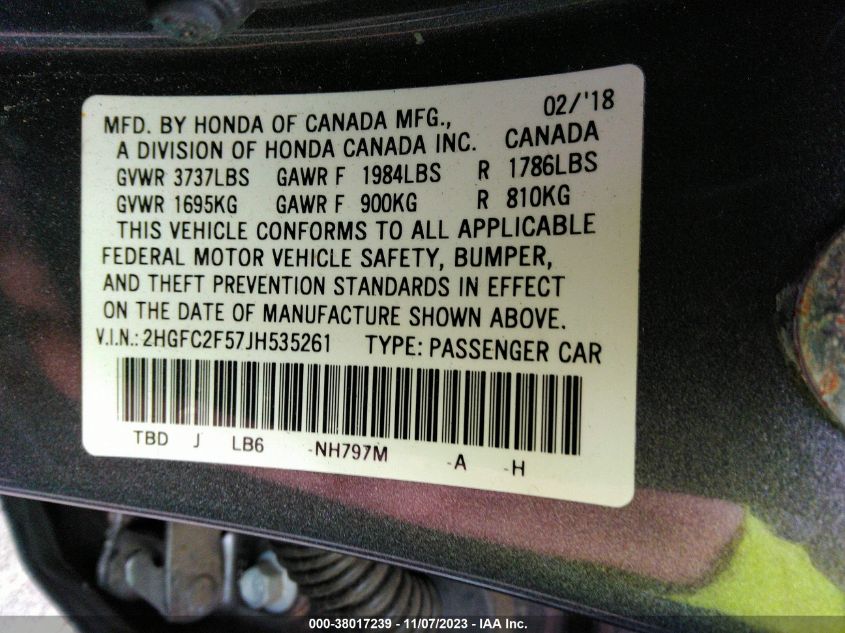 02/'18
MFD. BY HONDA OF CANADA MFG.,
A DIVISION OF HONDA CANADA INC. CANADA
GVWR 3737LBS GAWR F 1984LBS R 1786LBS
GVWR 1695KG GAWR F 900KG R 810KG
THIS VEHICLE CONFORMS TO ALL APPLICABLE
FEDERAL MOTOR VEHICLE SAFETY, BUMPER,
AND THEFT PREVENTION STANDARDS IN EFFECT
ON THE DATE OF MANUFACTURE SHOWN ABOVE.
V.I.N.: 2HGFC2F57JH535261 TYPE: PASSENGER CAR
TBD J LB6 -NH797M -A -H
000-38017239 - 11/07/2023 - IAA Inc.